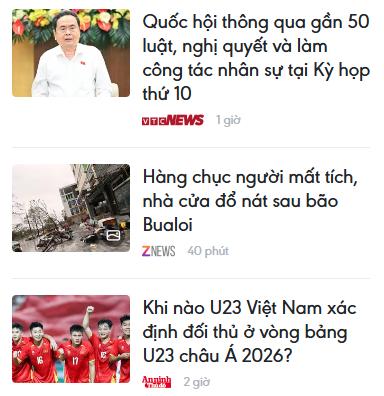 Quốc hội thông qua gần 50
luật, nghị quyết và làm
công tác nhân sự tại Kỳ họp
thứ 10
VTC NEWS 1 giờ
Hàng chục người mất tích,
nhà cửa đổ nát sau bão
Bualoi
ZNEWS 40 phút
Khi nào U23 Việt Nam xác
định đối thủ ở vòng bảng
U23 châu Á 2026?
An ninh Thủ đô 2 giờ